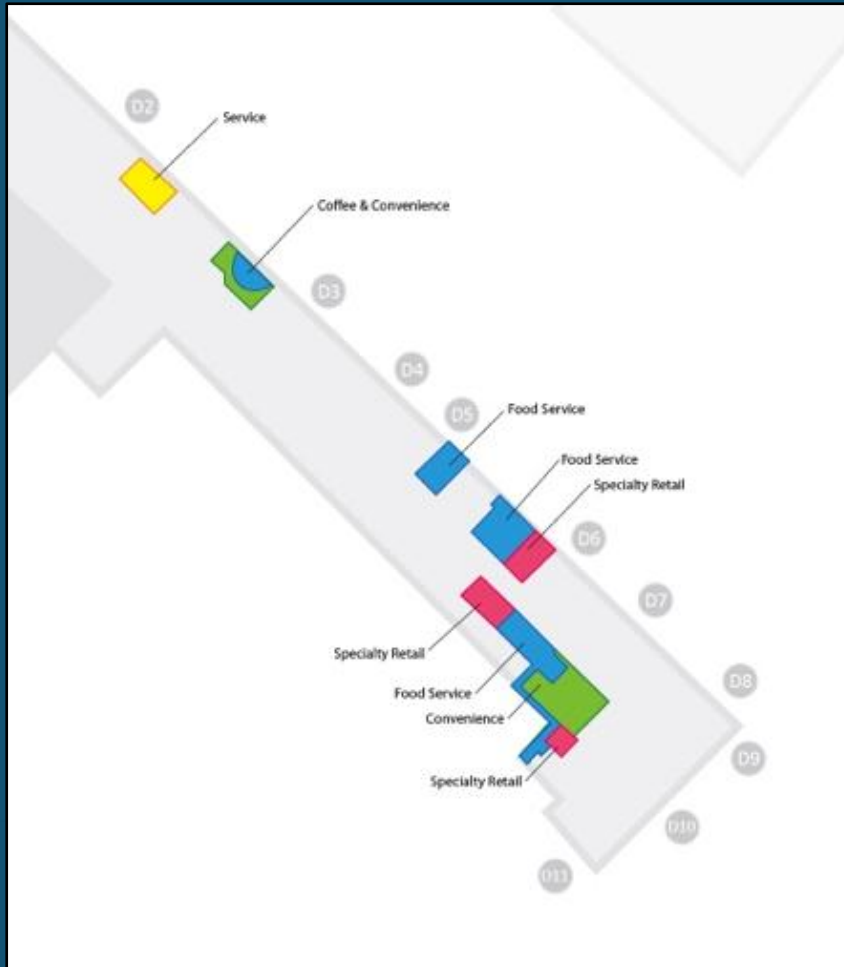 D2
Service
Coffee & Convenience
D3
D4
D5
Food Service
Food Service
Specialty Retail
D6
D7
Specialty Retail
Food Service
Convenience
Specialty Retail
D8
D9
D10
D11